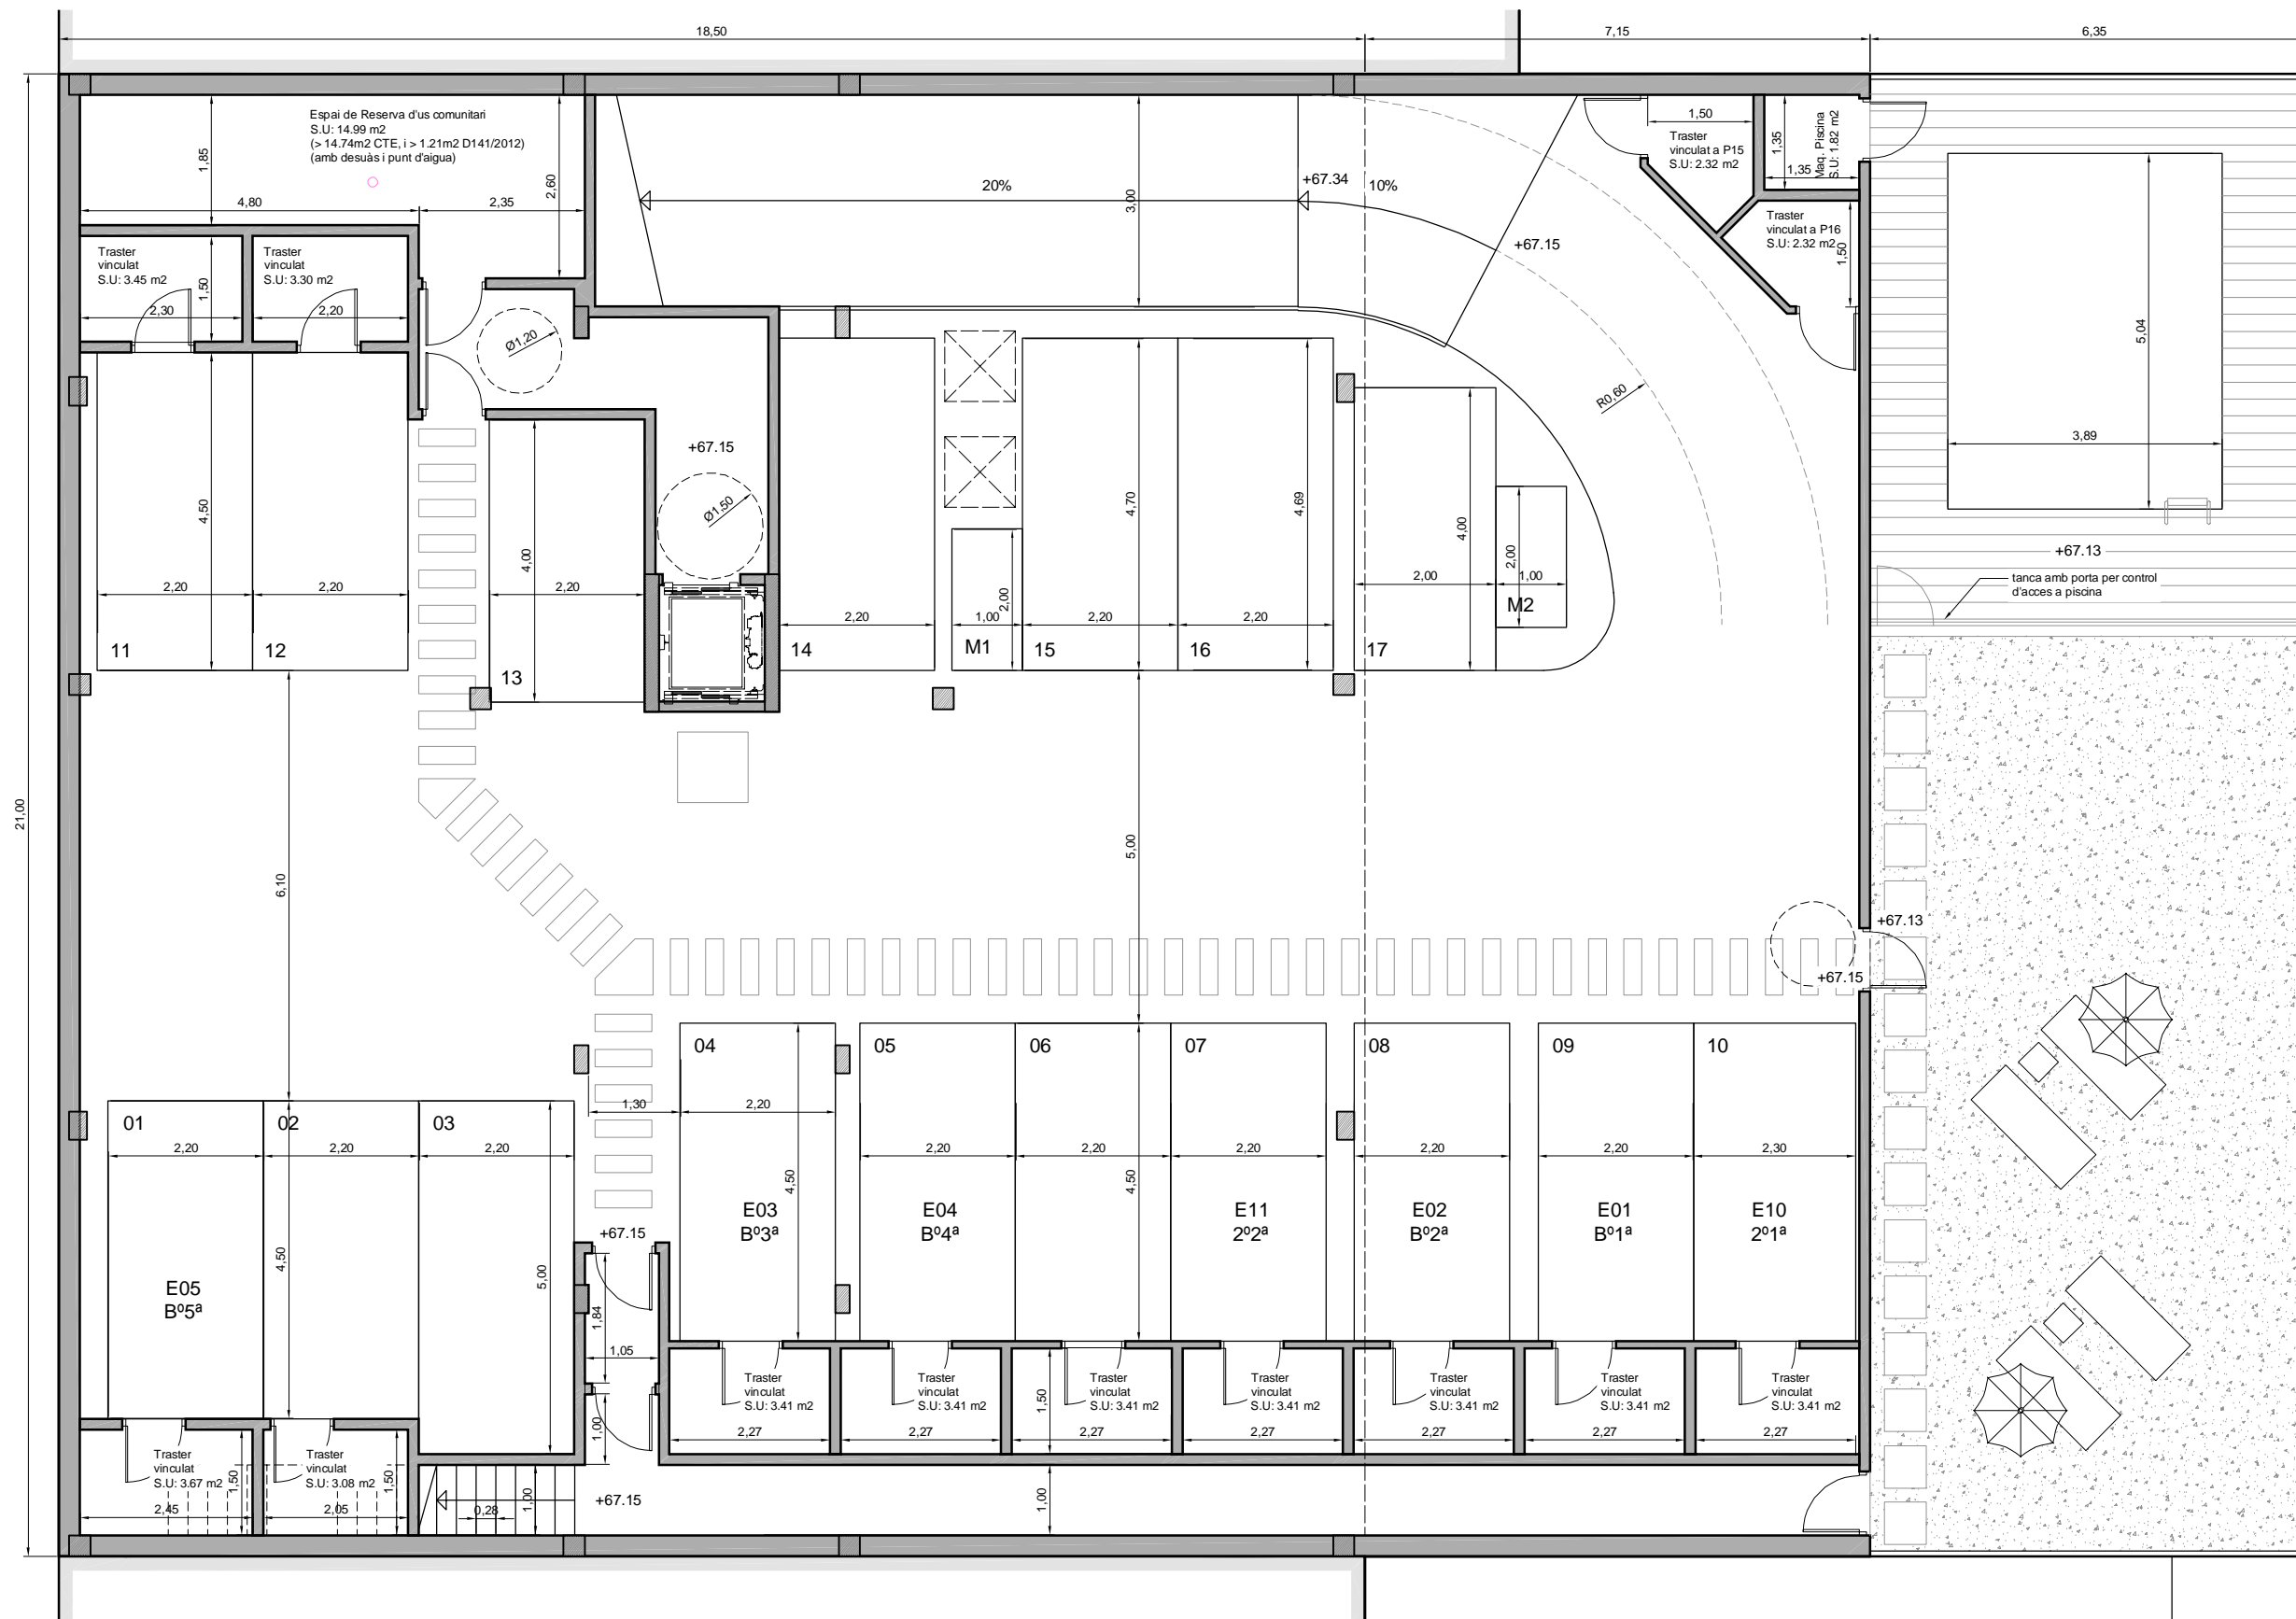 18,50
7,15
6,35
21,00
Espai de Reserva d'us comunitari
S.U: 14.99 m2
(> 14.74m2 CTE, i > 1.21m2 D141/2012)
(amb desuàs i punt d'aigua)
1,85
2,60
4,80
2,35
20%
3,00
+67.34
10%
+67.15
1,50
Traster
vinculat a P15
S.U: 2.32 m2
1,35
1,35
Maq. Piscina
S.U: 1.82 m2
Traster
vinculat a P16
S.U: 2.32 m2
1,50
Traster
vinculat
S.U: 3.45 m2
1,50
2,30
Traster
vinculat
S.U: 3.30 m2
2,20
Ø1,20
R0,60
5,04
3,89
+67.15
Ø1,50
4,50
2,20
2,20
11
12
4,00
2,20
13
2,20
14
1,00
2,00
M1
4,70
2,20
15
4,69
2,20
16
4,00
2,00
17
2,00
1,00
M2
+67.13
tanca amb porta per control
d'acces a piscina
6,10
5,00
+67.13
+67.15
01
2,20
E05
Bº5ª
02
2,20
4,50
03
2,20
5,00
1,30
04
2,20
4,50
E03
Bº3ª
05
2,20
E04
Bº4ª
06
2,20
4,50
07
2,20
E11
2º2ª
08
2,20
E02
Bº2ª
09
2,20
E01
Bº1ª
10
2,30
E10
2º1ª
+67.15
1,84
1,05
1,00
Traster
vinculat
S.U: 3.41 m2
2,27
Traster
vinculat
S.U: 3.41 m2
2,27
Traster
vinculat
S.U: 3.41 m2
1,50
2,27
Traster
vinculat
S.U: 3.41 m2
2,27
Traster
vinculat
S.U: 3.41 m2
2,27
Traster
vinculat
S.U: 3.41 m2
2,27
Traster
vinculat
S.U: 3.41 m2
2,27
Traster
vinculat
S.U: 3.67 m2
1,50
2,45
Traster
vinculat
S.U: 3.08 m2
1,50
2,05
0,28
1,00
+67.15
1,00